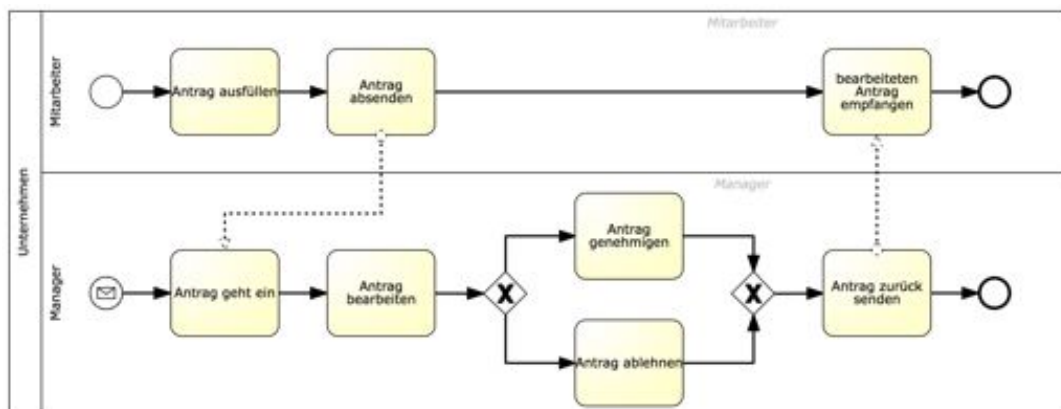 Unternehmen
Mitarbeiter
Mitarbeiter
Antrag ausfüllen
Antrag
absenden
bearbeiteten
Antrag
empfangen
Manager
Manager
Antrag geht ein
Antrag
bearbeiten
X
Antrag
genehmigen
Antrag ablehnen
X
Antrag zurück
senden